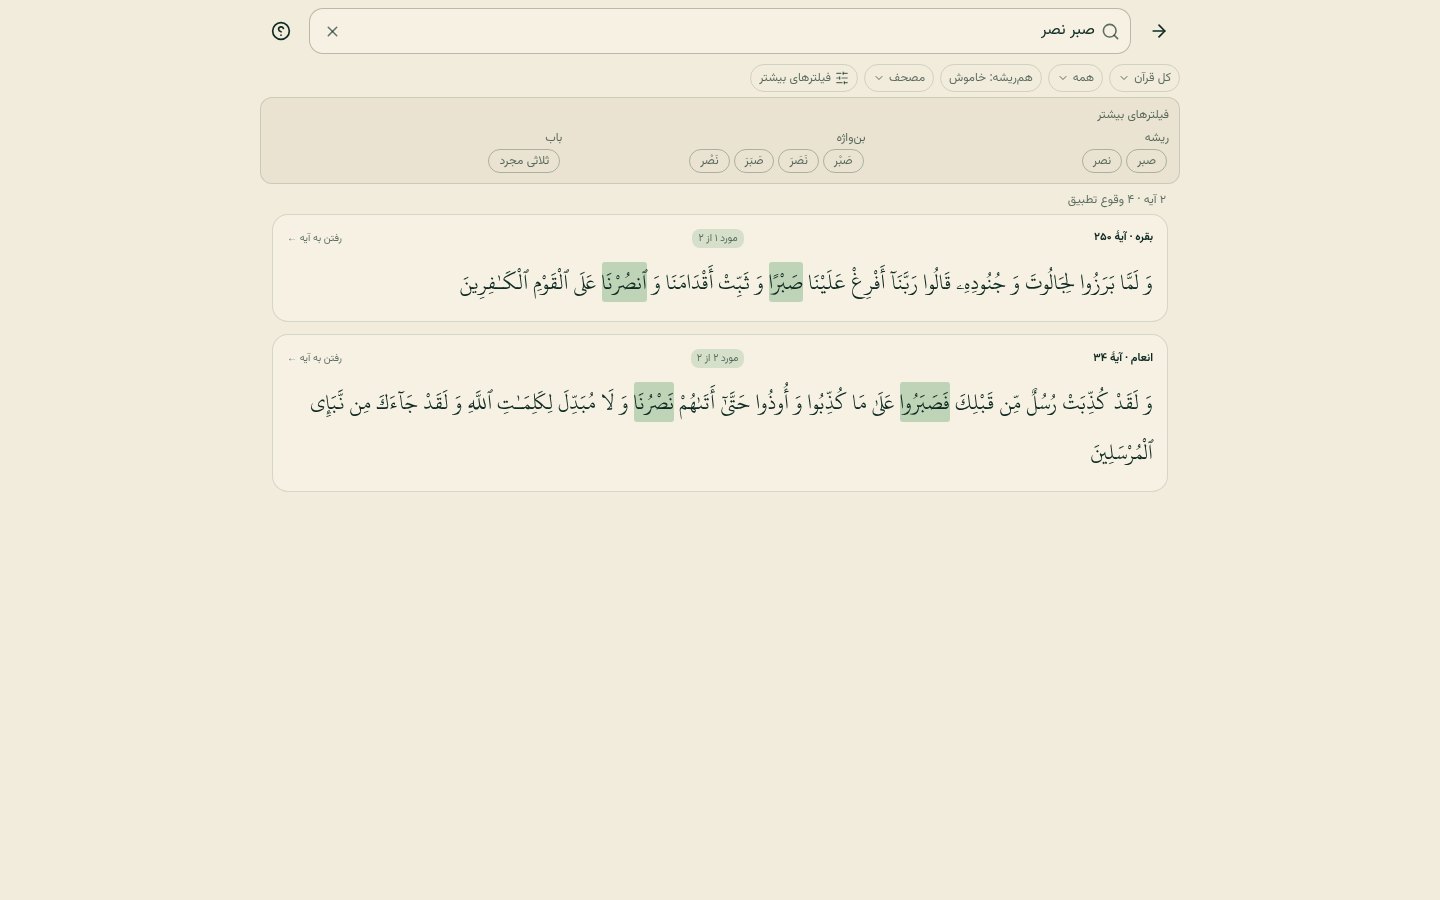 صبر نصر
کل قرآن
همه
هم‌ریشه: خاموش
مصحف
فیلترهای بیشتر
فیلترهای بیشتر
ریشه
صبر نصر
بن‌واژه
صَبْر نَصَرَ صَبَرَ نَصْر
باب
ثلاثی مجرد
۲ آیه · ۴ وقوع تطبیق
بقره · آیهٔ ۲۵۰
مورد ۱ از ۲
رفتن به آیه ←
وَ لَمَّا بَرَزُوا لِجَالُوتَ وَ جُنُودِهِۦ قَالُوا رَبَّنَآ أَفْرِغْ عَلَيْنَا صَبْرًا وَ ثَبِّتْ أَقْدَامَنَا وَ ٱنصُرْنَا عَلَى ٱلْقَوْمِ ٱلْكَـٰفِرِينَ
انعام · آیهٔ ۳۴
مورد ۲ از ۲
رفتن به آیه ←
وَ لَقَدْ كُذِّبَتْ رُسُلٌ مِّن قَبْلِكَ فَصَبَرُوا عَلَىٰ مَا كُذِّبُوا وَ أُوذُوا حَتَّىٰٓ أَتَىٰهُمْ نَصْرُنَا وَ لَا مُبَدِّلَ لِكَلِمَـٰتِ ٱللَّهِ وَ لَقَدْ جَآءَكَ مِن نَّبَإِى
ٱلْمُرْسَلِينَ